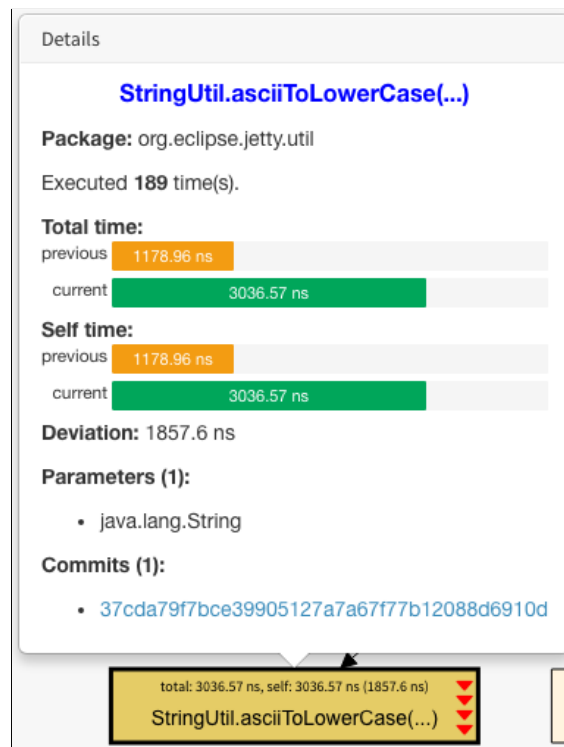 Details
StringUtil.asciiToLowerCase(...)
Package: org.eclipse.jetty.util
Executed 189 time(s).
Total time:
previous 1178.96 ns
current 3036.57 ns
Self time:
previous 1178.96 ns
current 3036.57 ns
Deviation: 1857.6 ns
Parameters (1):
• java.lang.String
Commits (1):
• 37cda79f7bce39905127a7a67f77b12088d6910d
total: 3036.57 ns, self: 3036.57 ns (1857.6 ns)
StringUtil.asciiToLowerCase(...)